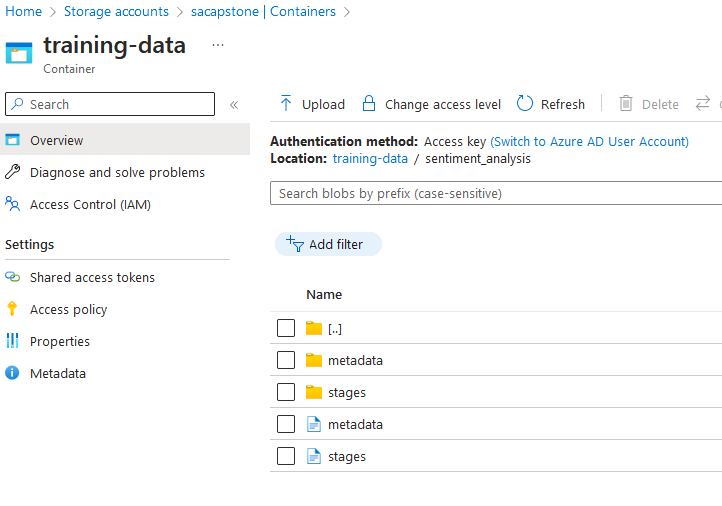 Home > Storage accounts > sacapstone | Containers >
training-data ...
Container
Search
«
Overview
Diagnose and solve problems
Access Control (IAM)
Settings
Shared access tokens
Access policy
Properties
Metadata
Upload Change access level Refresh Delete
Authentication method: Access key (Switch to Azure AD User Account)
Location: training-data / sentiment_analysis
Search blobs by prefix (case-sensitive)
Add filter
Name
[..]
metadata
stages
metadata
stages